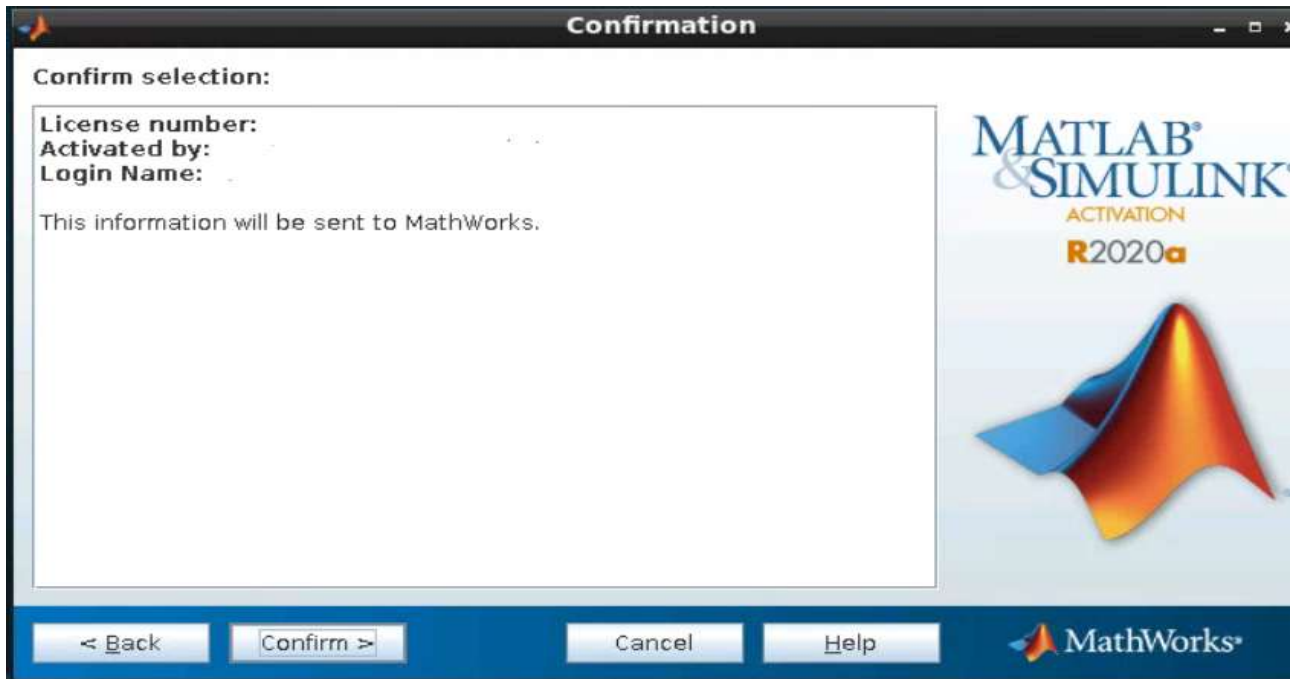 Confirmation
Confirm selection:
License number:
Activated by:
Login Name:
This information will be sent to MathWorks.
MATLAB®
&SIMULINK®
ACTIVATION
R2020a
< Back
Confirm >
Cancel
Help
MathWorks®